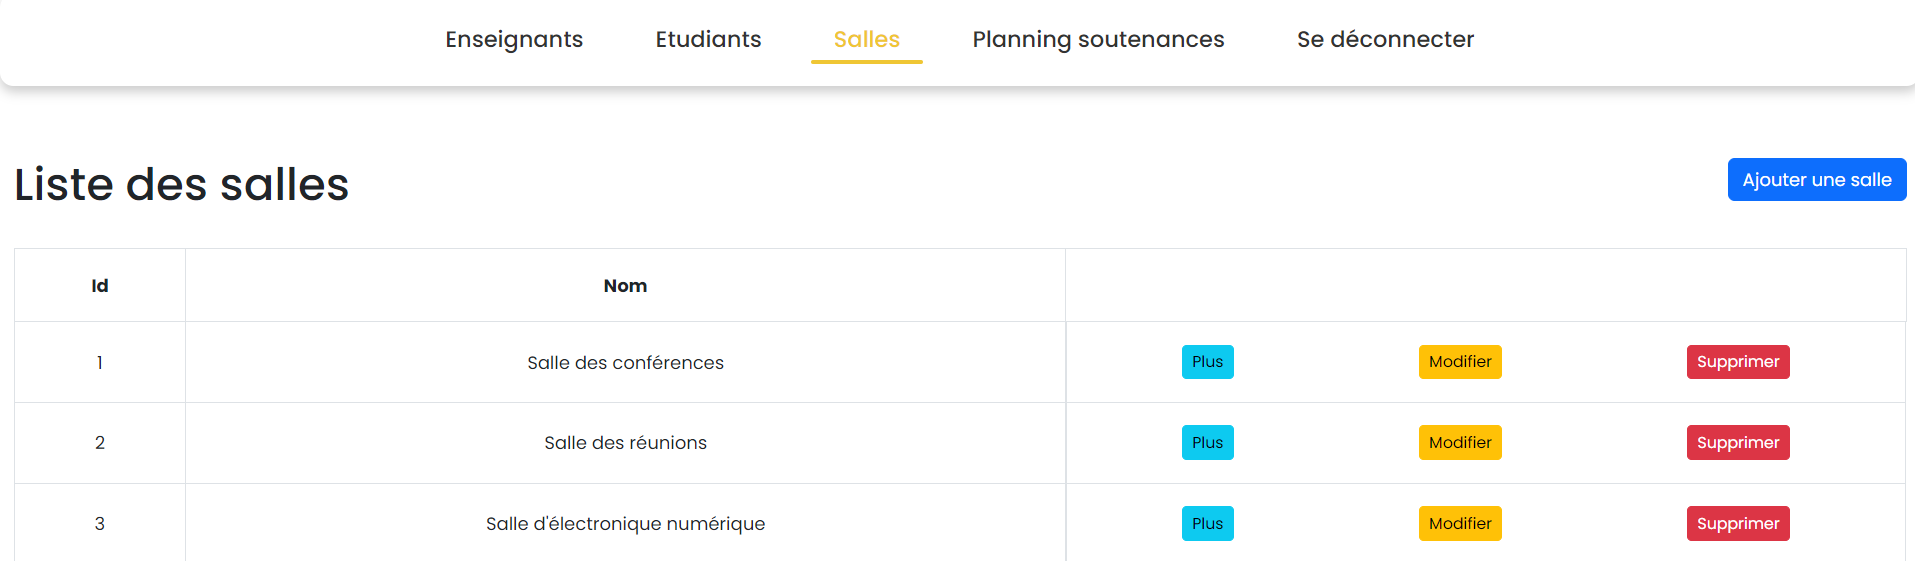 Enseignants Etudiants Salles Planning soutenances Se déconnecter
Liste des salles Ajouter une salle
Id Nom
1 Salle des conférences Plus Modifier Supprimer
2 Salle des réunions Plus Modifier Supprimer
3 Salle d'électronique numérique Plus Modifier Supprimer